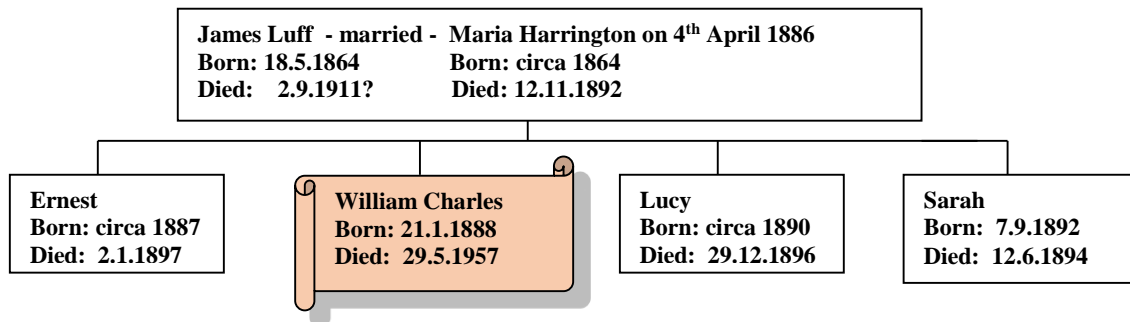 James Luff - married - Maria Harrington on 4th April 1886
Born: 18.5.1864 Born: circa 1864
Died: 2.9.1911? Died: 12.11.1892
Ernest
Born: circa 1887
Died: 2.1.1897
William Charles
Born: 21.1.1888
Died: 29.5.1957
Lucy
Born: circa 1890
Died: 29.12.1896
Sarah
Born: 7.9.1892
Died: 12.6.1894